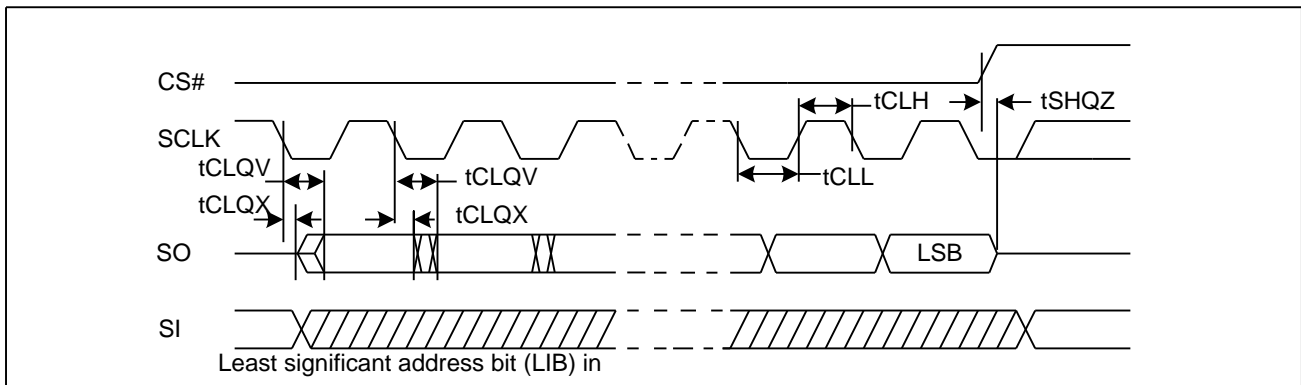 CS#
tCLH
tSHQZ
SCLK
tCLQV
tCLQV
tCLL
tCLQX
tCLQX
SO
LSB
SI
Least significant address bit (LIB) in